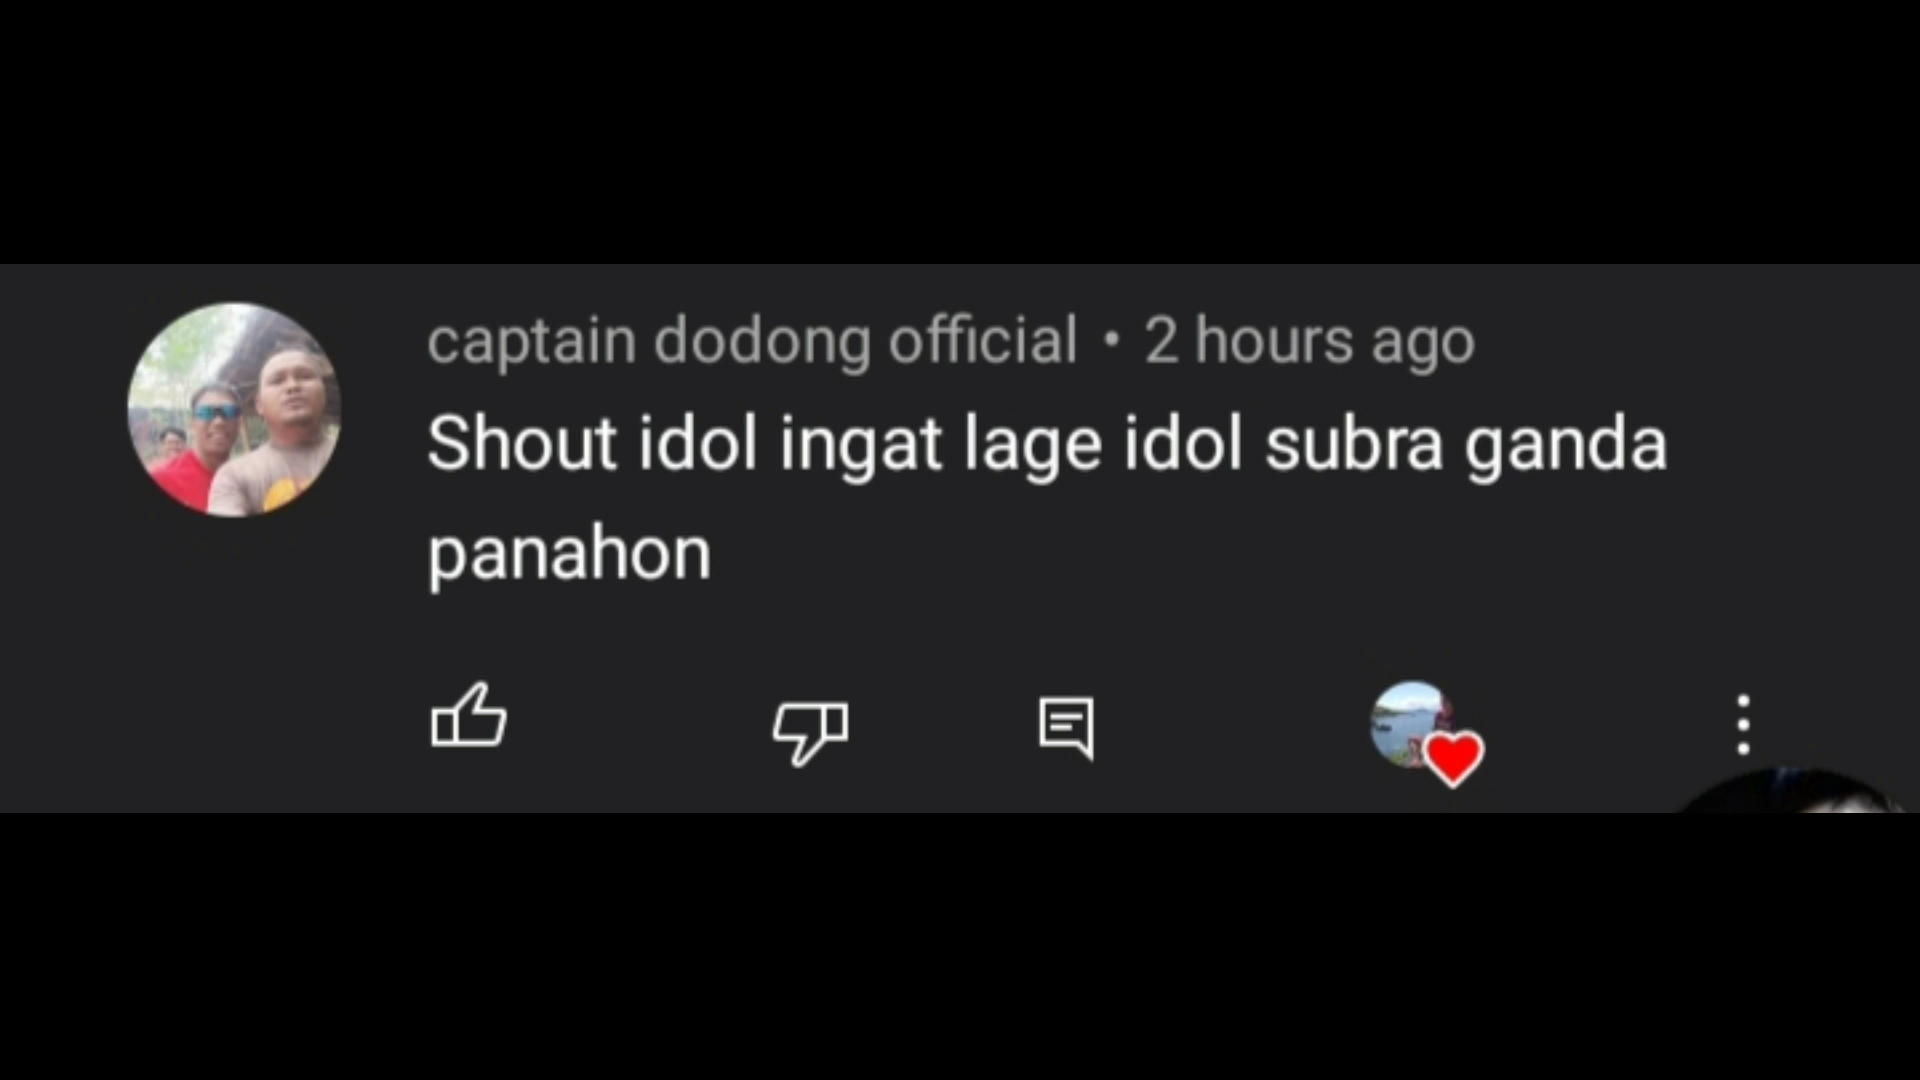 captain dodong official • 2 hours ago
Shout idol ingat lage idol subra ganda
panahon